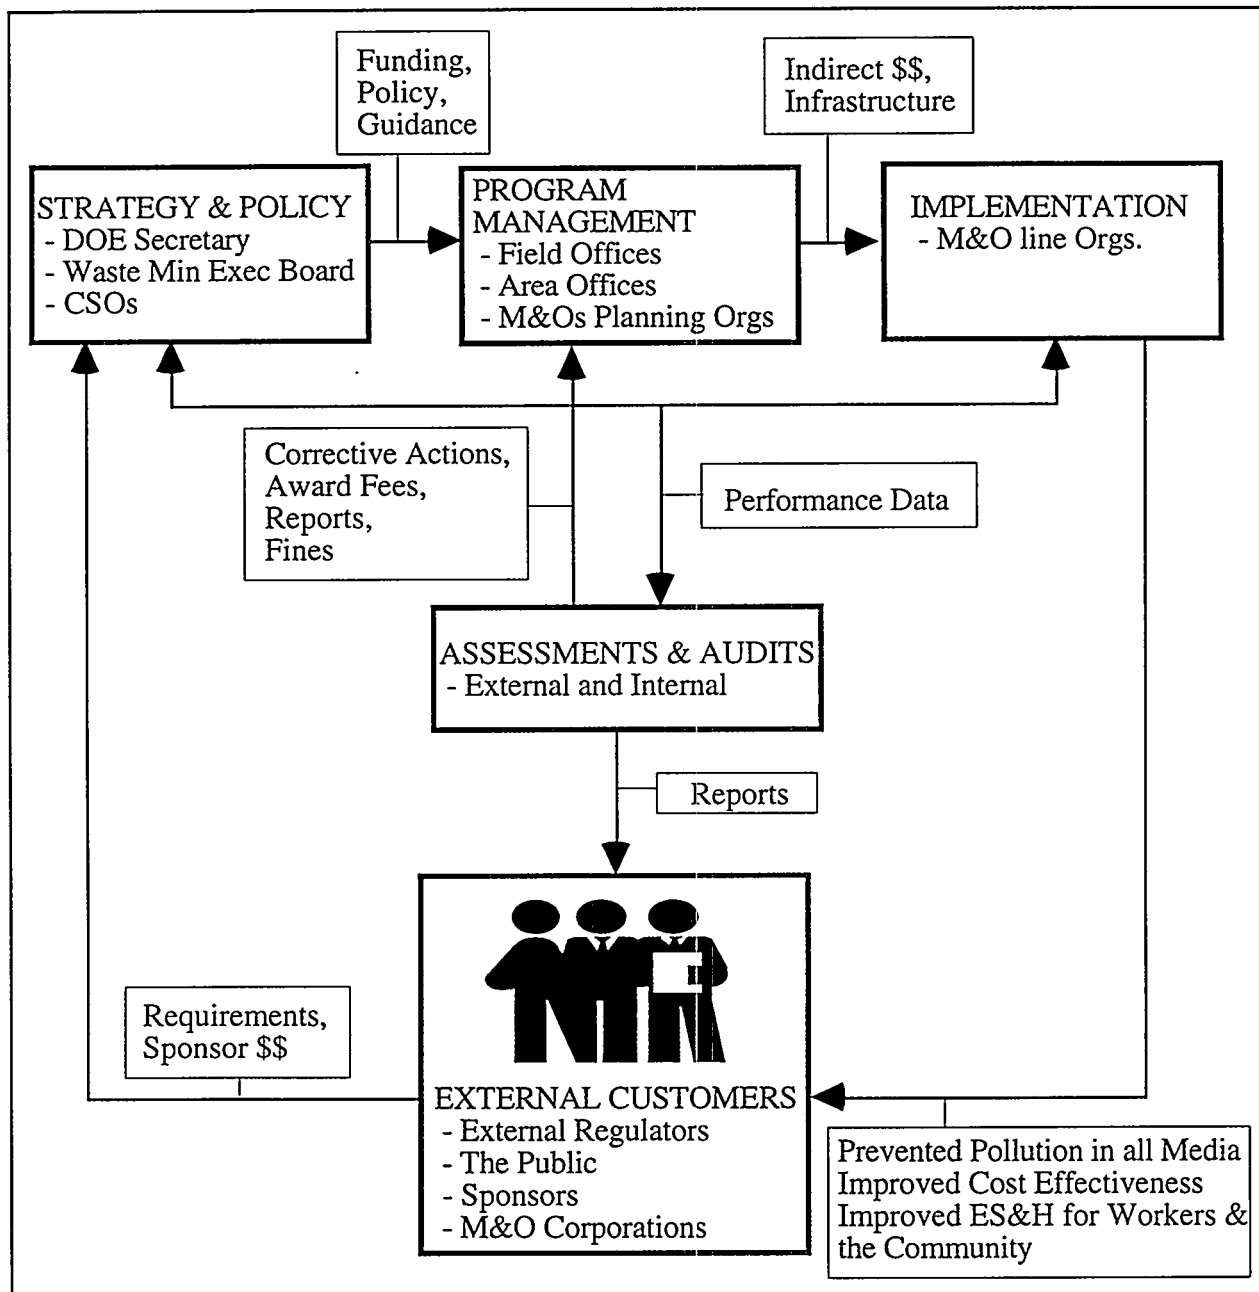 Funding,
Policy,
Guidance
Indirect $$,
Infrastructure
STRATEGY & POLICY
- DOE Secretary
- Waste Min Exec Board
- CSOs
PROGRAM
MANAGEMENT
- Field Offices
- Area Offices
- M&Os Planning Orgs
IMPLEMENTATION
- M&O line Orgs.
Corrective Actions,
Award Fees,
Reports,
Fines
Performance Data
ASSESSMENTS & AUDITS
- External and Internal
Reports
Requirements,
Sponsor $$
EXTERNAL CUSTOMERS
- External Regulators
- The Public
- Sponsors
- M&O Corporations
Prevented Pollution in all Media
Improved Cost Effectiveness
Improved ES&H for Workers &
the Community